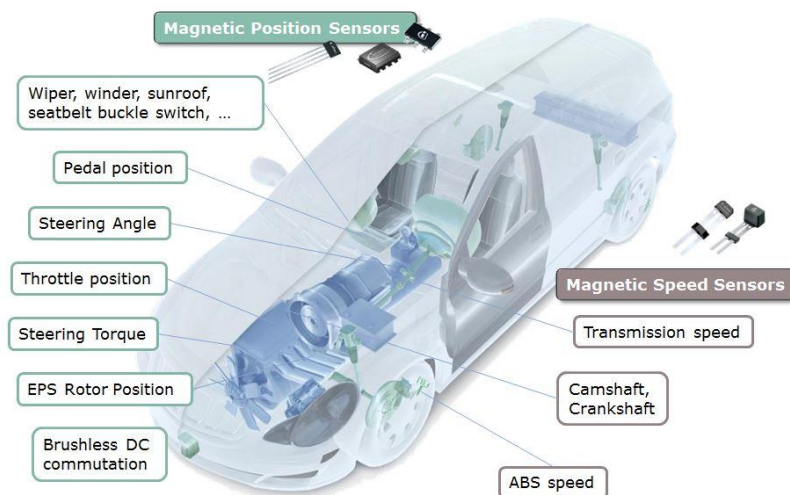 Magnetic Position Sensors
Wiper, winder, sunroof,
seatbelt buckle switch, ...
Pedal position
Steering Angle
Throttle position
Steering Torque
EPS Rotor Position
Brushless DC
commutation
Magnetic Speed Sensors
Transmission speed
Camshaft,
Crankshaft
ABS speed